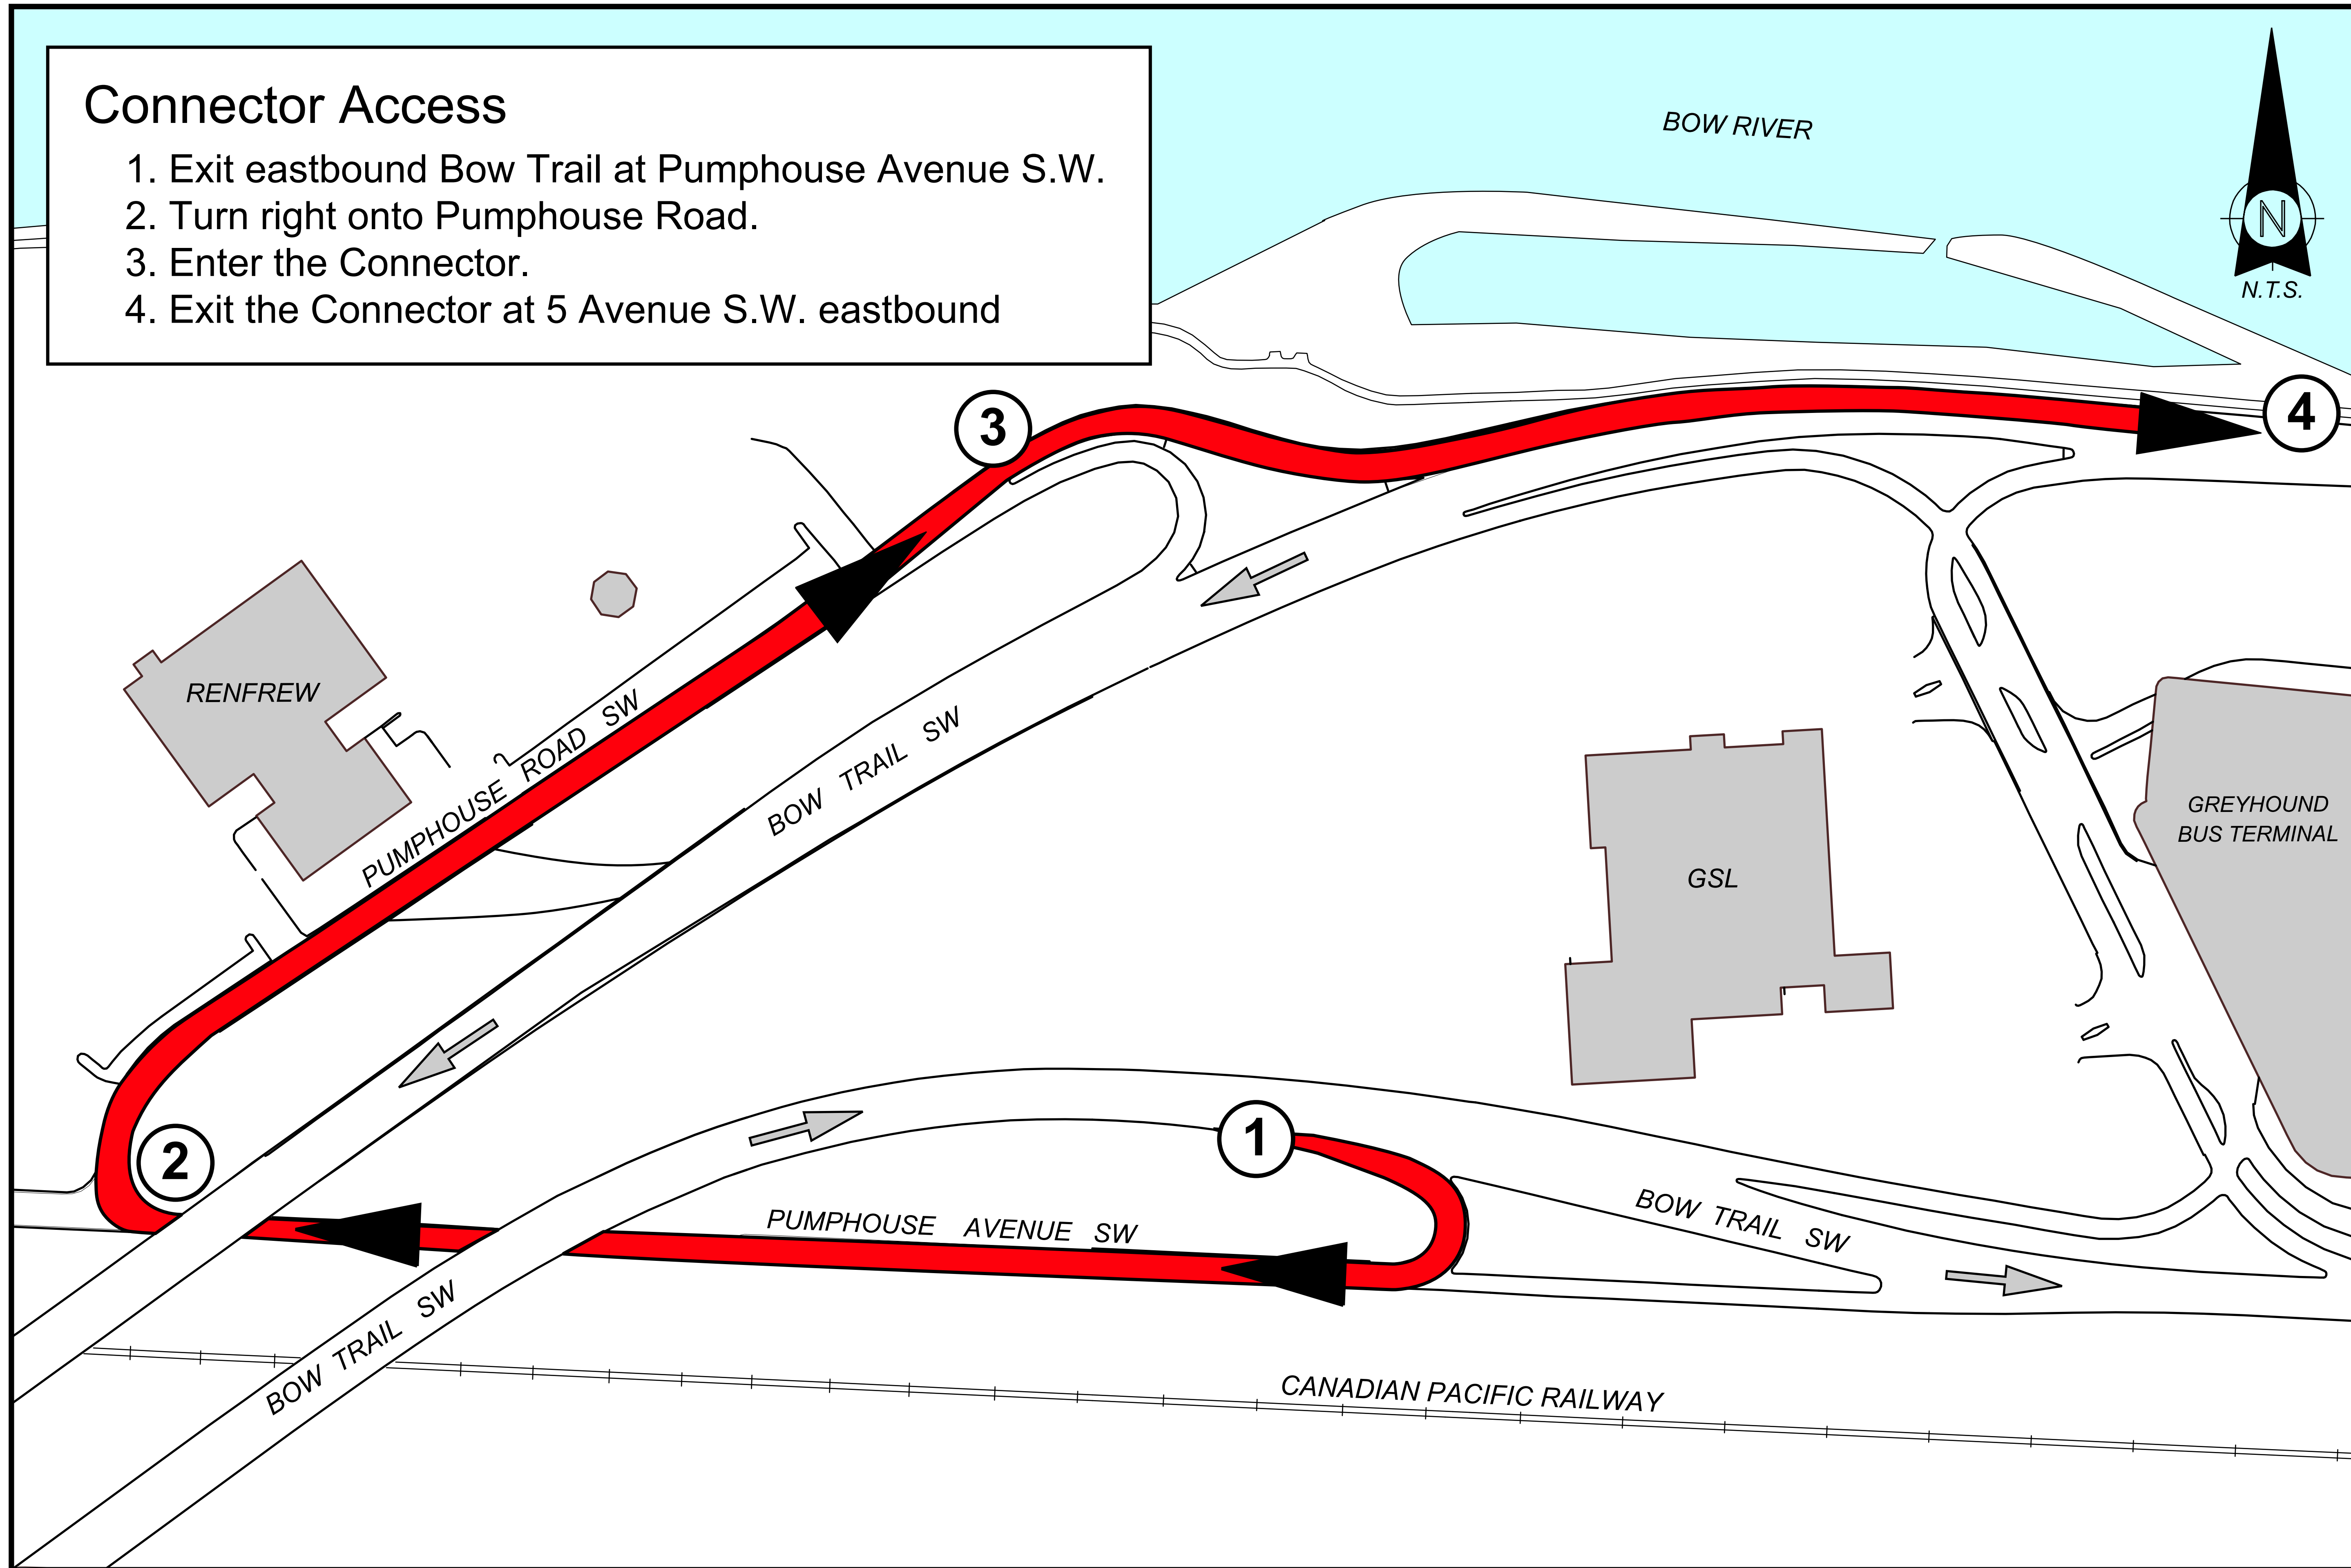 Connector Access
1. Exit eastbound Bow Trail at Pumphouse Avenue S.W.
2. Turn right onto Pumphouse Road.
3. Enter the Connector.
4. Exit the Connector at 5 Avenue S.W. eastbound
BOW RIVER
N
N.T.S.
3
4
RENFREW
PUMPHOUSE ROAD SW
BOW TRAIL SW
GREYHOUND
BUS TERMINAL
GSL
1
2
PUMPHOUSE AVENUE SW
BOW TRAIL SW
BOW TRAIL SW
CANADIAN PACIFIC RAILWAY